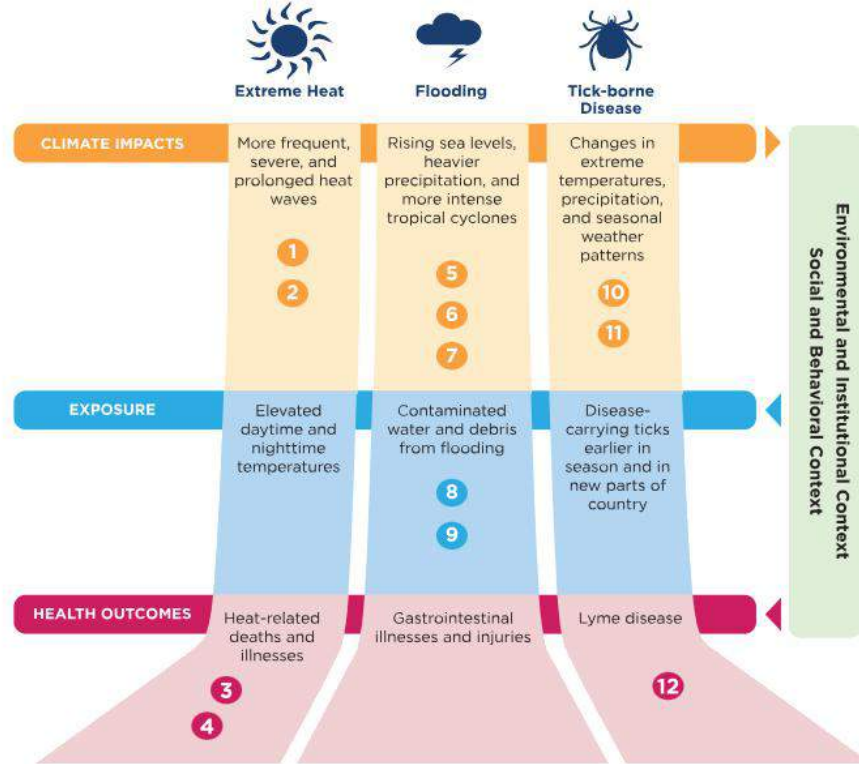 Extreme Heat
Flooding
Tick-borne
Disease
CLIMATE IMPACTS
More frequent,
severe, and
prolonged heat
waves
1
2
Rising sea levels,
heavier
precipitation, and
more intense
tropical cyclones
5
6
7
Changes in
extreme
temperatures,
precipitation,
and seasonal
weather
patterns
10
11
EXPOSURE
Elevated
daytime and
nighttime
temperatures
Contaminated
water and debris
from flooding
8
9
Disease-
carrying ticks
earlier in
season and in
new parts of
country
HEALTH OUTCOMES
Heat-related
deaths and
illnesses
3
4
Gastrointestinal
illnesses and injuries
Lyme disease
12
Environmental and Institutional Context
Social and Behavioral Context